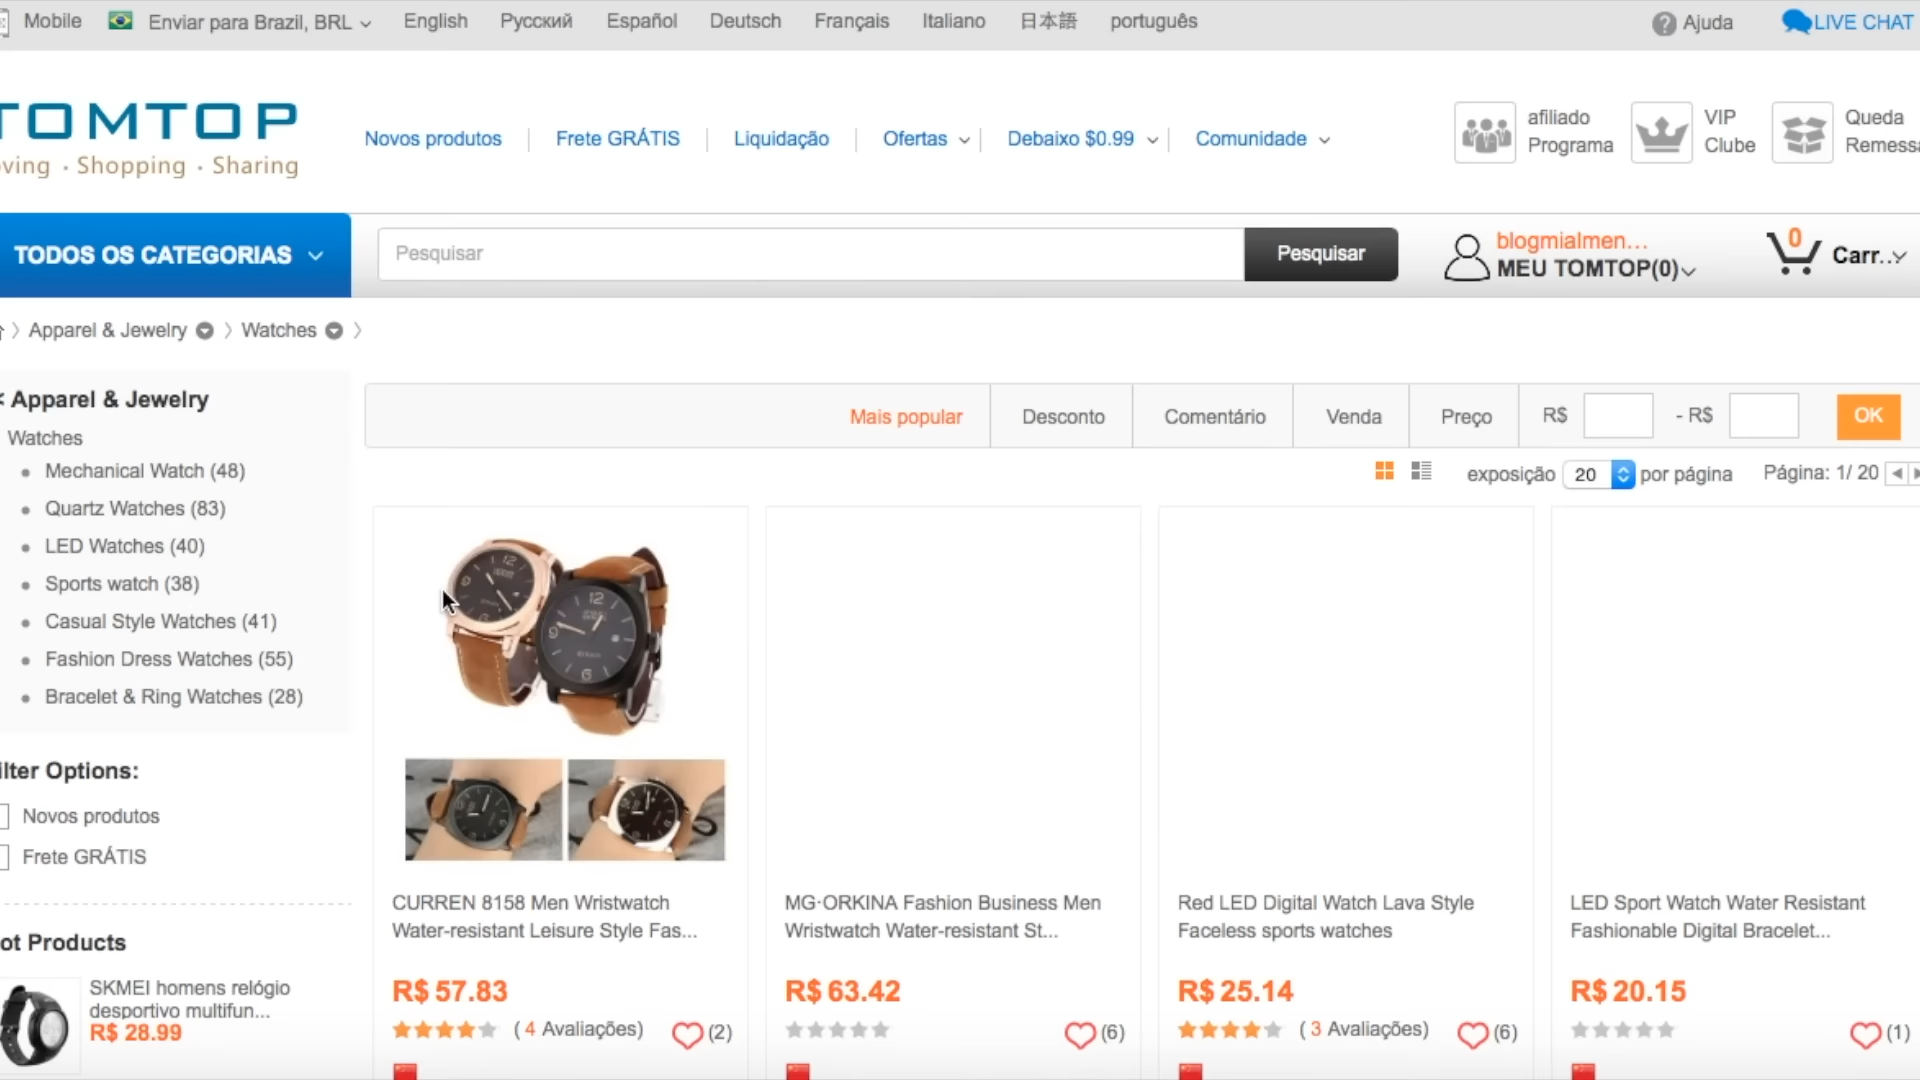 Mobile
Enviar para Brazil, BRL
English
Русский
Español
Deutsch
Français
Italiano
日本語
português
Ajuda
LIVE CHAT
TOMTOP
ving · Shopping · Sharing
Novos produtos
Frete GRÁTIS
Liquidação
Ofertas
Debaixo $0.99
Comunidade
afiliado
Programa
VIP
Clube
Queda
Remessa
TODOS OS CATEGORIAS
Pesquisar
Pesquisar
blogmialmen...
MEU TOMTOP(0)
0
Carr...
Apparel & Jewelry
Watches
< Apparel & Jewelry
Watches
Mechanical Watch (48)
Quartz Watches (83)
LED Watches (40)
Sports watch (38)
Casual Style Watches (41)
Fashion Dress Watches (55)
Bracelet & Ring Watches (28)
ilter Options:
Novos produtos
Frete GRÁTIS
ot Products
SKMEI homens relógio
desportivo multifun...
R$ 28.99
Mais popular
Desconto
Comentário
Venda
Preço
R$
- R$
OK
exposição 20 por página
Página: 1/ 20
CURREN 8158 Men Wristwatch
Water-resistant Leisure Style Fas...
R$ 57.83
( 4 Avaliações)
(2)
MG·ORKINA Fashion Business Men
Wristwatch Water-resistant St...
R$ 63.42
(6)
Red LED Digital Watch Lava Style
Faceless sports watches
R$ 25.14
( 3 Avaliações)
(6)
LED Sport Watch Water Resistant
Fashionable Digital Bracelet...
R$ 20.15
(1)